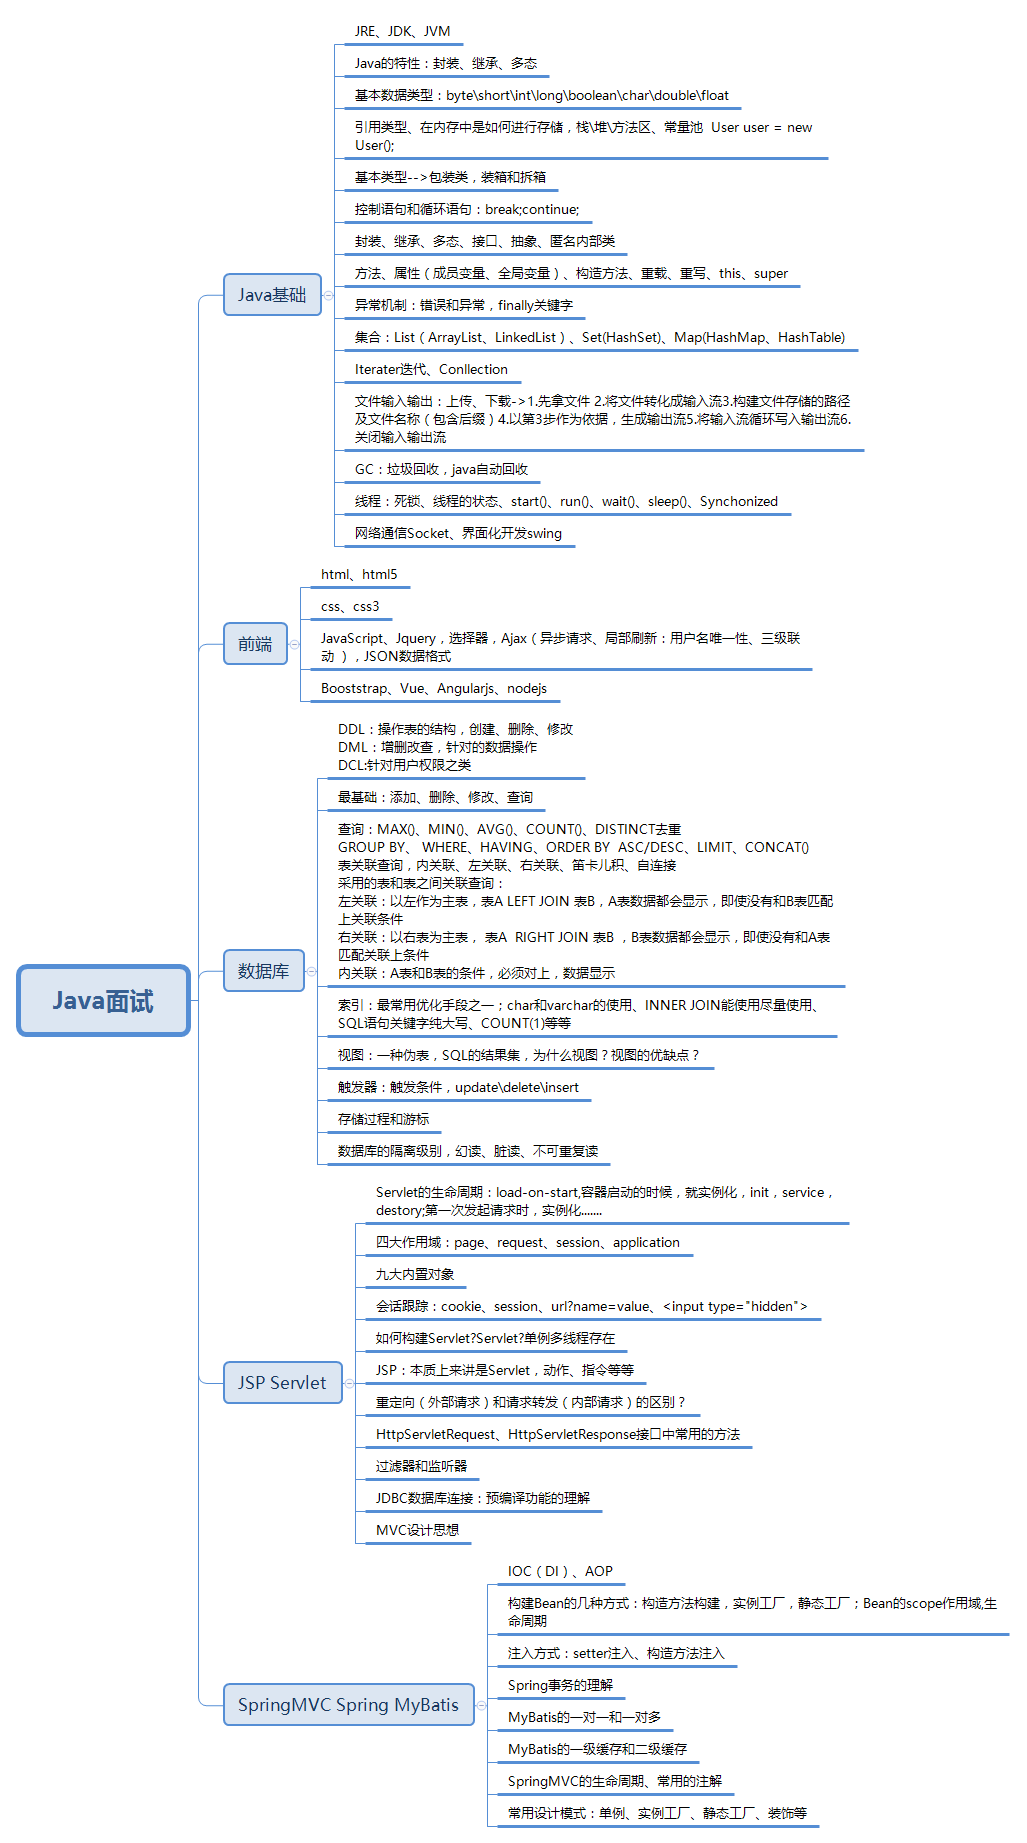 Java面试
Java基础
JRE、JDK、JVM
Java的特性：封装、继承、多态
基本数据类型：byte\short\int\long\boolean\char\double\float
引用类型、在内存中是如何进行存储，栈\堆\方法区、常量池  User user = new
User();
基本类型-->包装类，装箱和拆箱
控制语句和循环语句：break;continue;
封装、继承、多态、接口、抽象、匿名内部类
方法、属性（成员变量、全局变量）、构造方法、重载、重写、this、super
异常机制：错误和异常，finally关键字
集合：List（ArrayList、LinkedList）、Set(HashSet)、Map(HashMap、HashTable)
Iterater迭代、Conllection
文件输入输出：上传、下载->1.先拿文件 2.将文件转化成输入流3.构建文件存储的路径
及文件名称（包含后缀）4.以第3步作为依据，生成输出流5.将输入流循环写入输出流6.
关闭输入输出流
GC：垃圾回收，java自动回收
线程：死锁、线程的状态、start()、run()、wait()、sleep()、Synchonized
网络通信Socket、界面化开发swing
前端
html、html5
css、css3
JavaScript、Jquery，选择器，Ajax（异步请求、局部刷新：用户名唯一性、三级联
动 ），JSON数据格式
Booststrap、Vue、Angularjs、nodejs
数据库
DDL：操作表的结构，创建、删除、修改
DML：增删改查，针对的数据操作
DCL:针对用户权限之类
最基础：添加、删除、修改、查询
查询：MAX()、MIN()、AVG()、COUNT()、DISTINCT去重
GROUP BY、 WHERE、HAVING、ORDER BY  ASC/DESC、LIMIT、CONCAT()
表关联查询，内关联、左关联、右关联、笛卡儿积、自连接
采用的表和表之间关联查询：
左关联：以左作为主表，表A LEFT JOIN 表B，A表数据都会显示，即使没有和B表匹配
上关联条件
右关联：以右表为主表， 表A  RIGHT JOIN 表B ，B表数据都会显示，即使没有和A表
匹配关联上条件
内关联：A表和B表的条件，必须对上，数据显示
索引：最常用优化手段之一；char和varchar的使用、INNER JOIN能使用尽量使用、
SQL语句关键字纯大写、COUNT(1)等等
视图：一种伪表，SQL的结果集，为什么视图？视图的优缺点？
触发器：触发条件，update\delete\insert
存储过程和游标
数据库的隔离级别，幻读、脏读、不可重复读
JSP Servlet
Servlet的生命周期：load-on-start,容器启动的时候，就实例化，init，service，
destory;第一次发起请求时，实例化.......
四大作用域：page、request、session、application
九大内置对象
会话跟踪：cookie、session、url?name=value、<input type="hidden">
如何构建Servlet?Servlet?单例多线程存在
JSP：本质上来讲是Servlet，动作、指令等等
重定向（外部请求）和请求转发（内部请求）的区别？
HttpServletRequest、HttpServletResponse接口中常用的方法
过滤器和监听器
JDBC数据库连接：预编译功能的理解
MVC设计思想
SpringMVC Spring MyBatis
IOC（DI）、AOP
构建Bean的几种方式：构造方法构建，实例工厂，静态工厂；Bean的scope作用域,生
命周期
注入方式：setter注入、构造方法注入
Spring事务的理解
MyBatis的一对一和一对多
MyBatis的一级缓存和二级缓存
SpringMVC的生命周期、常用的注解
常用设计模式：单例、实例工厂、静态工厂、装饰等